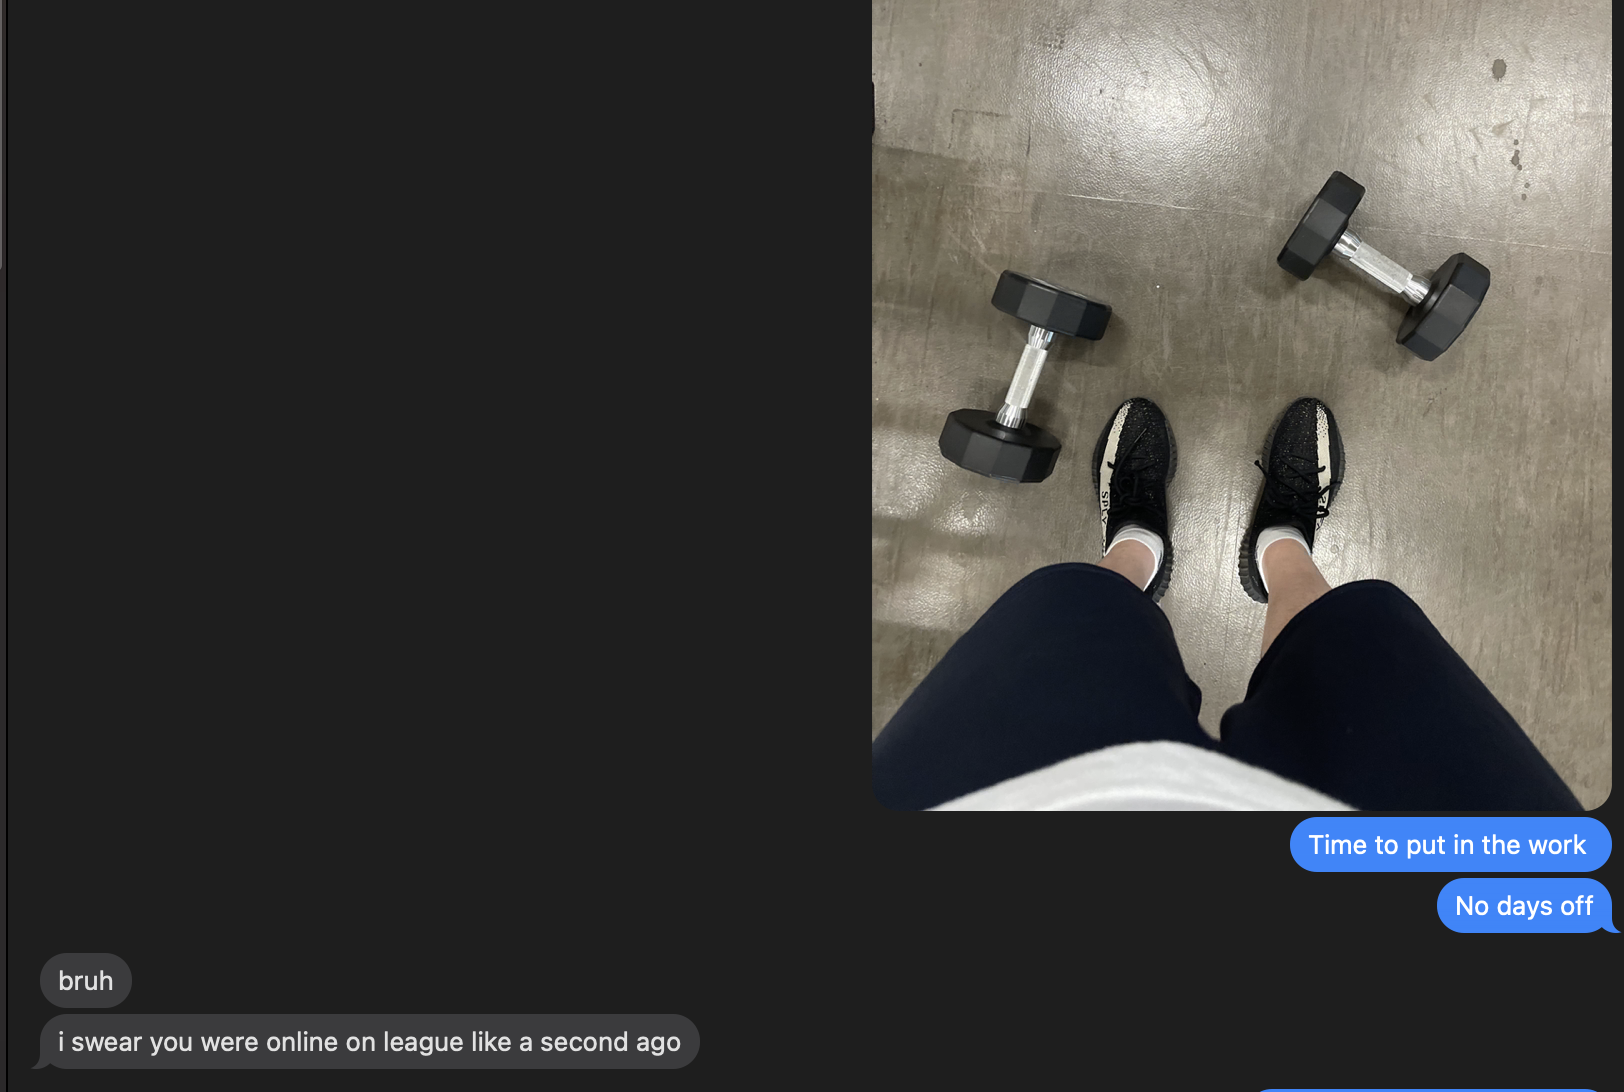 SPLY
Time to put in the work
No days off
bruh
i swear you were online on league like a second ago